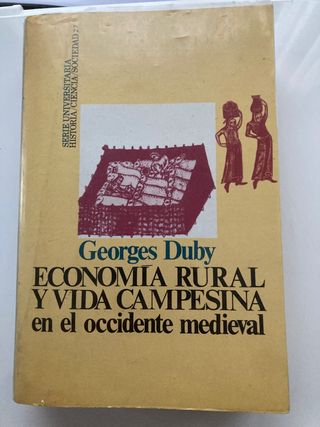 SERIE UNIVERSITARIA
HISTORIA/CIENCIA/SOCIEDAD 27
Georges Duby
ECONOMIA RURAL
Y VIDA CAMPESINA
en el occidente medieval